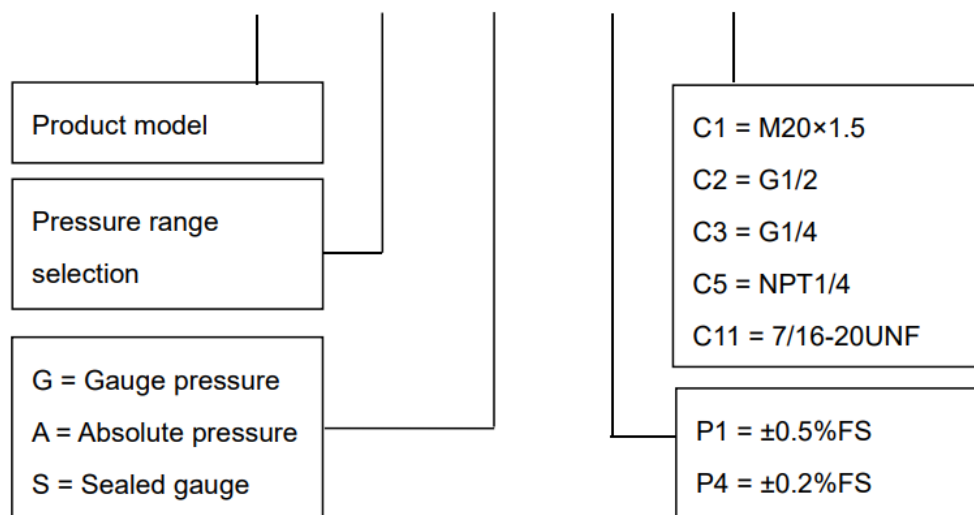 Product model
Pressure range
selection
G = Gauge pressure
A = Absolute pressure
S = Sealed gauge
C1 = M20×1.5
C2 = G1/2
C3 = G1/4
C5 = NPT1/4
C11 = 7/16-20UNF
P1 = ±0.5%FS
P4 = ±0.2%FS